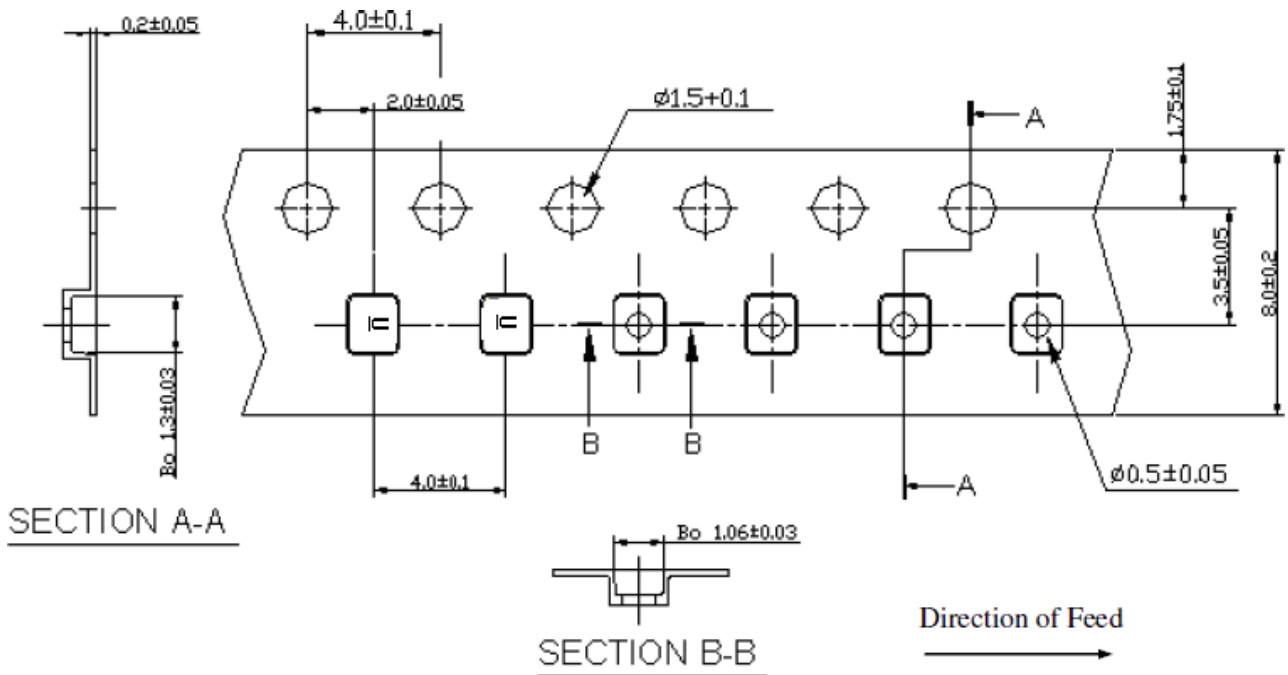 0.2±0.05
4.0±0.1
2.0±0.05
Ø1.5+0.1
A
1.75±0.1
3.5±0.05
8.0±0.2
U
U
Bo 1.3±0.03
B
B
4.0±0.1
A
Ø0.5±0.05
SECTION A-A
Bo 1.06±0.03
SECTION B-B
Direction of Feed